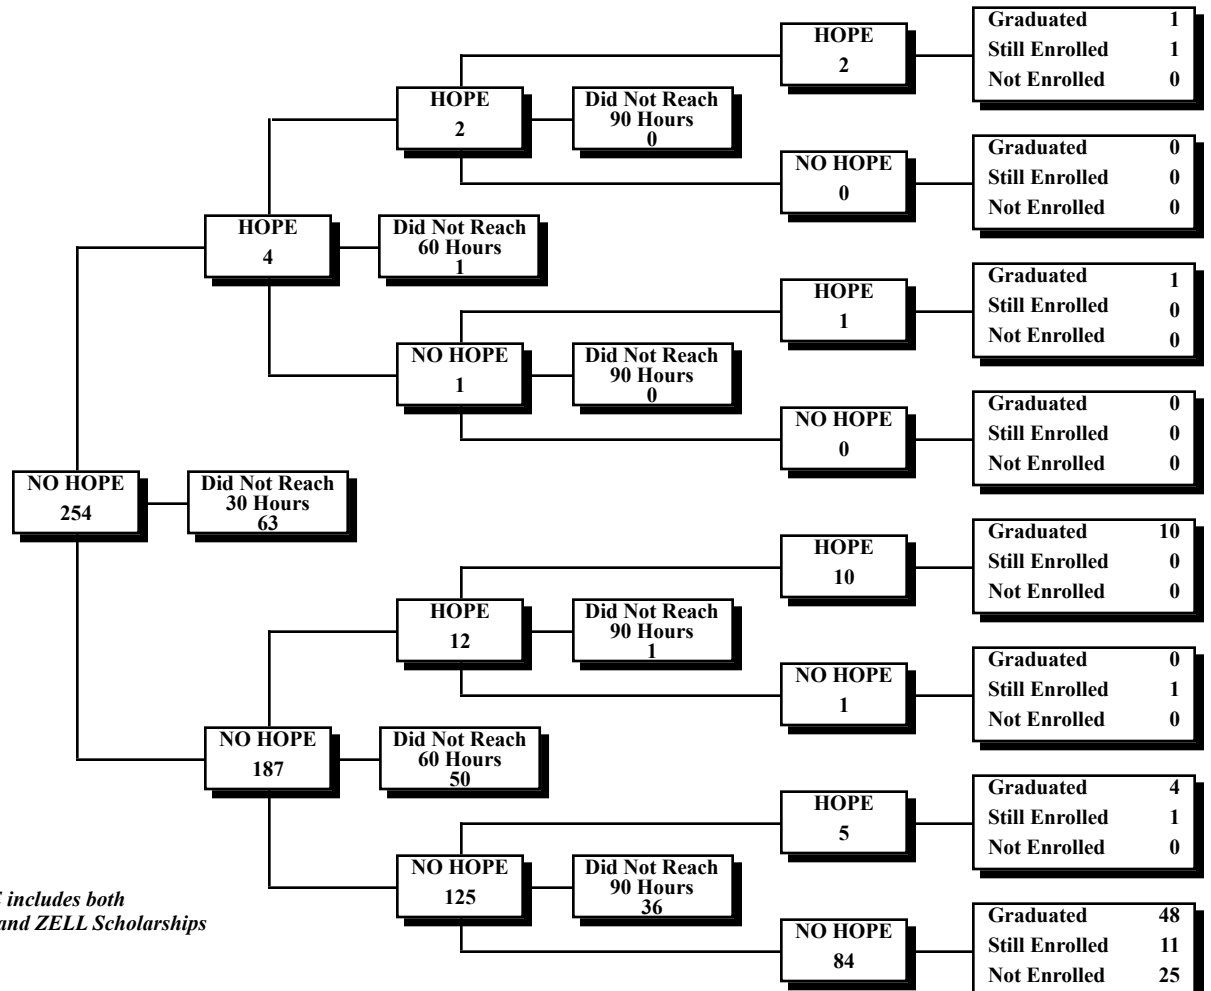 HOPE
2
Graduated 1
Still Enrolled 1
Not Enrolled 0
HOPE
2
Did Not Reach
90 Hours
0
NO HOPE
0
Graduated 0
Still Enrolled 0
Not Enrolled 0
HOPE
4
Did Not Reach
60 Hours
1
HOPE
1
Graduated 1
Still Enrolled 0
Not Enrolled 0
NO HOPE
1
Did Not Reach
90 Hours
0
NO HOPE
0
Graduated 0
Still Enrolled 0
Not Enrolled 0
NO HOPE
254
Did Not Reach
30 Hours
63
HOPE
10
Graduated 10
Still Enrolled 0
Not Enrolled 0
HOPE
12
Did Not Reach
90 Hours
1
NO HOPE
1
Graduated 0
Still Enrolled 1
Not Enrolled 0
NO HOPE
187
Did Not Reach
60 Hours
50
HOPE
5
Graduated 4
Still Enrolled 1
Not Enrolled 0
NO HOPE
125
Did Not Reach
90 Hours
36
NO HOPE
84
Graduated 48
Still Enrolled 11
Not Enrolled 25
includes both
and ZELL Scholarships